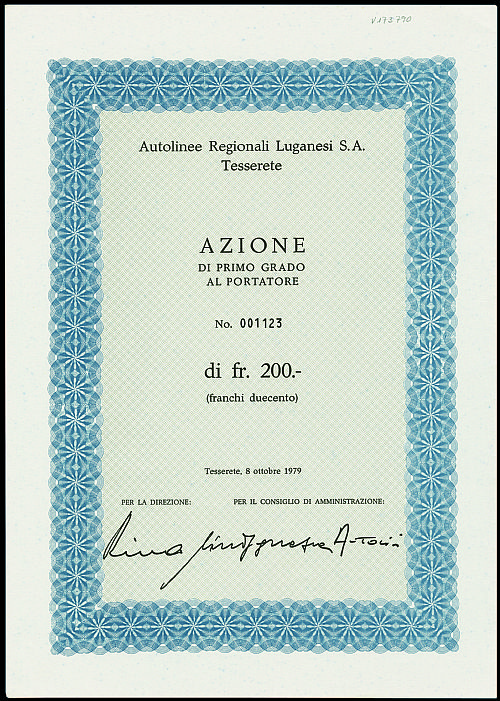 V173790
Autolinee Regionali Luganesi S.A.
Tesserete
AZIONE
DI PRIMO GRADO
AL PORTATORE
No. 001123
di fr. 200.-
(franchi duecento)
Tesserete, 8 ottobre 1979
PER LA DIREZIONE: PER IL CONSIGLIO DI AMMINISTRAZIONE: